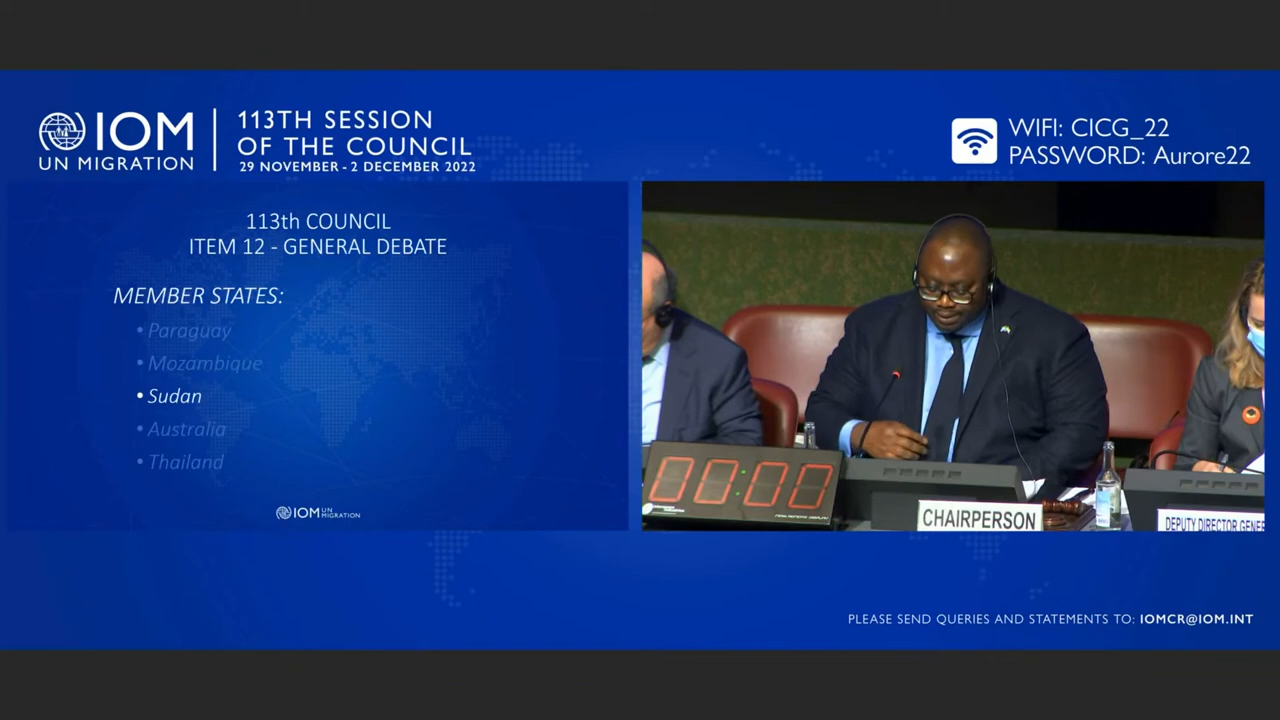 IOM
UN MIGRATION
113TH SESSION
OF THE COUNCIL
29 NOVEMBER - 2 DECEMBER 2022
WIFI: CICG_22
PASSWORD: Aurore22
113th COUNCIL
ITEM 12 - GENERAL DEBATE
MEMBER STATES:
• Paraguay
• Mozambique
• Sudan
• Australia
• Thailand
IOM UN MIGRATION
00:00
CHAIRPERSON
DEPUTY DIRECTOR GENE
PLEASE SEND QUERIES AND STATEMENTS TO: IOMCR@IOM.INT